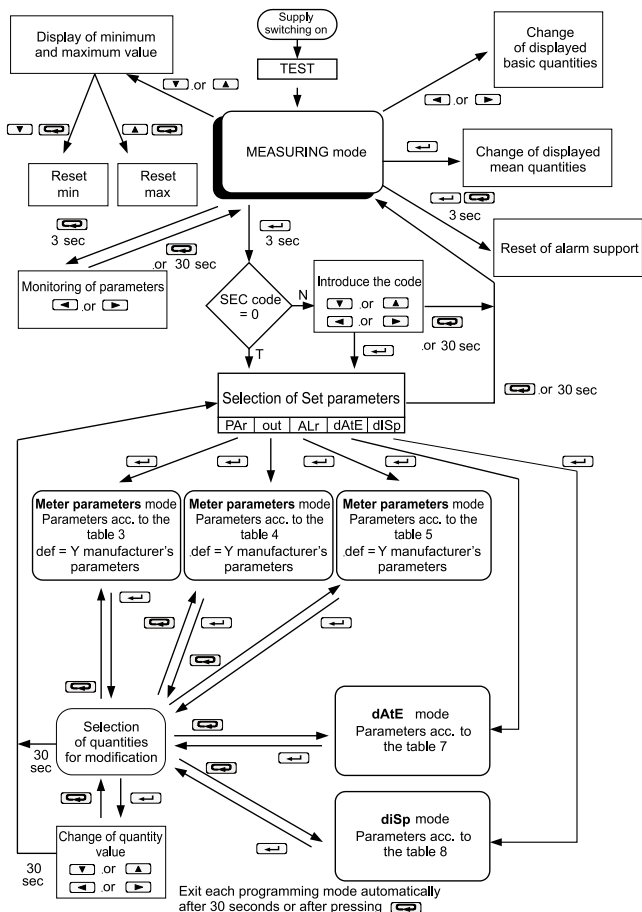 Supply
switching on
TEST
Display of minimum
and maximum value
Change
of displayed
basic quantities
.or
or
MEASURING mode
Change of displayed
mean quantities
Reset
min
Reset
max
3 sec
3 sec
3 sec
.or 30 sec
Reset of alarm support
Monitoring of parameters
or
SEC code
= 0
N
T
Introduce the code
.or
or
.or 30 sec
.or 30 sec
Selection of Set parameters
PAr out ALr dAtE dISp
Meter parameters mode
Parameters acc. to the
table 3
.def = Y manufacturer's
parameters
Meter parameters mode
Parameters acc. to the
table 4
.def = Y manufacturer's
parameters
Meter parameters mode
Parameters acc. to the
table 5
.def = Y manufacturer's
parameters
Selection
of quantities
for modification
30
sec
dAtE mode
Parameters acc. to
the table 7
diSp mode
Parameters acc. to
the table 8
Change of quantity
value
.or
or
30
sec
Exit each programming mode automatically
after 30 seconds or after pressing